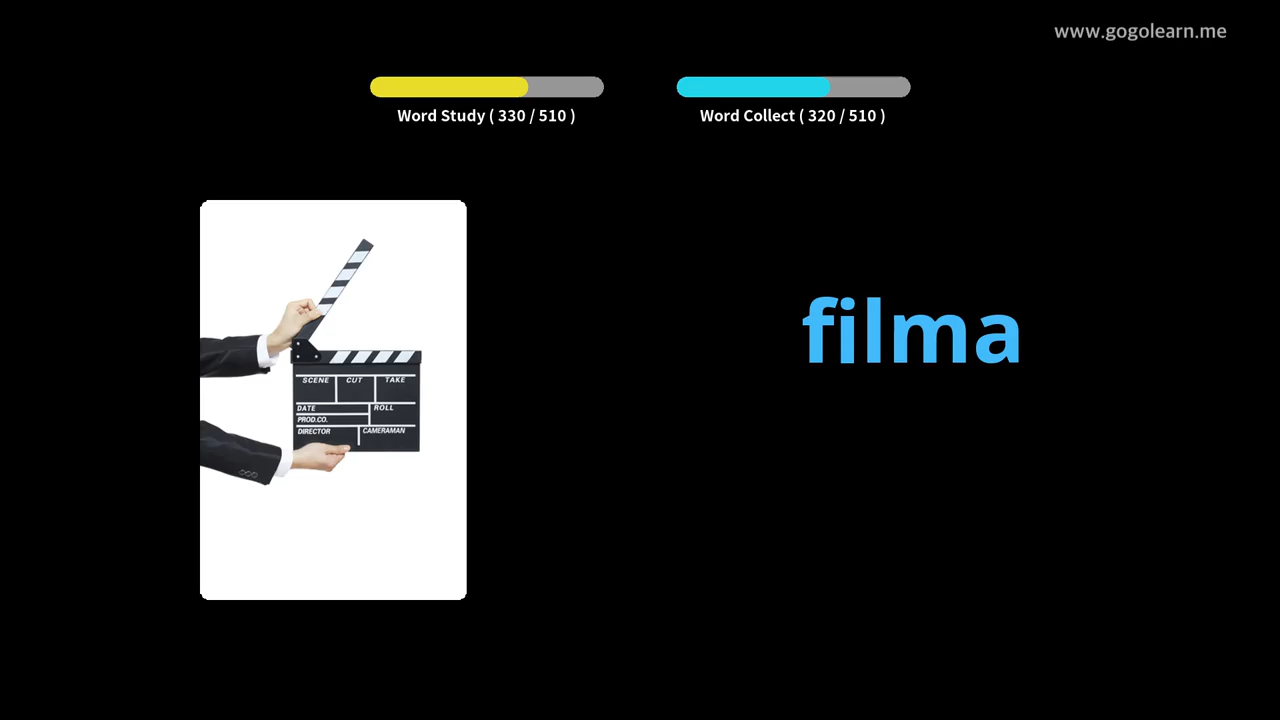 www.gogolearn.me
Word Study ( 330 / 510 )
Word Collect ( 320 / 510 )
filma
SCENE CUT TAKE
DATE ROLL
PROD.CO.
DIRECTOR CAMERAMAN